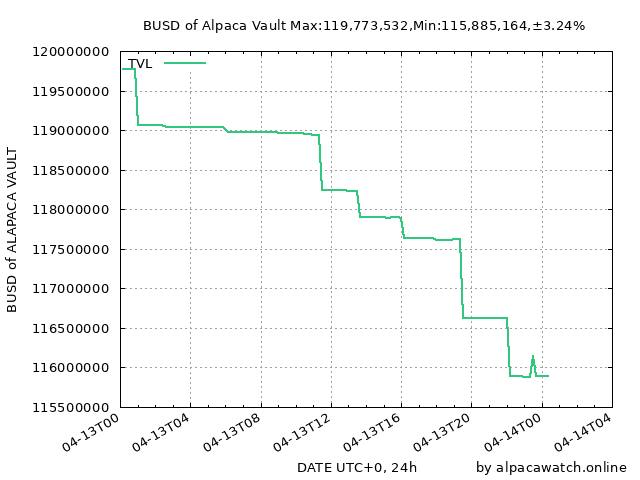 BUSD of Alpaca Vault Max:119,773,532,Min:115,885,164,±3.24%
TVL
120000000
119500000
119000000
118500000
118000000
117500000
117000000
116500000
116000000
115500000
BUSD of ALAPACA VAULT
04-13T00
04-13T04
04-13T08
04-13T12
04-13T16
04-13T20
04-14T00
04-14T04
DATE UTC+0, 24h
by alpacawatch.online